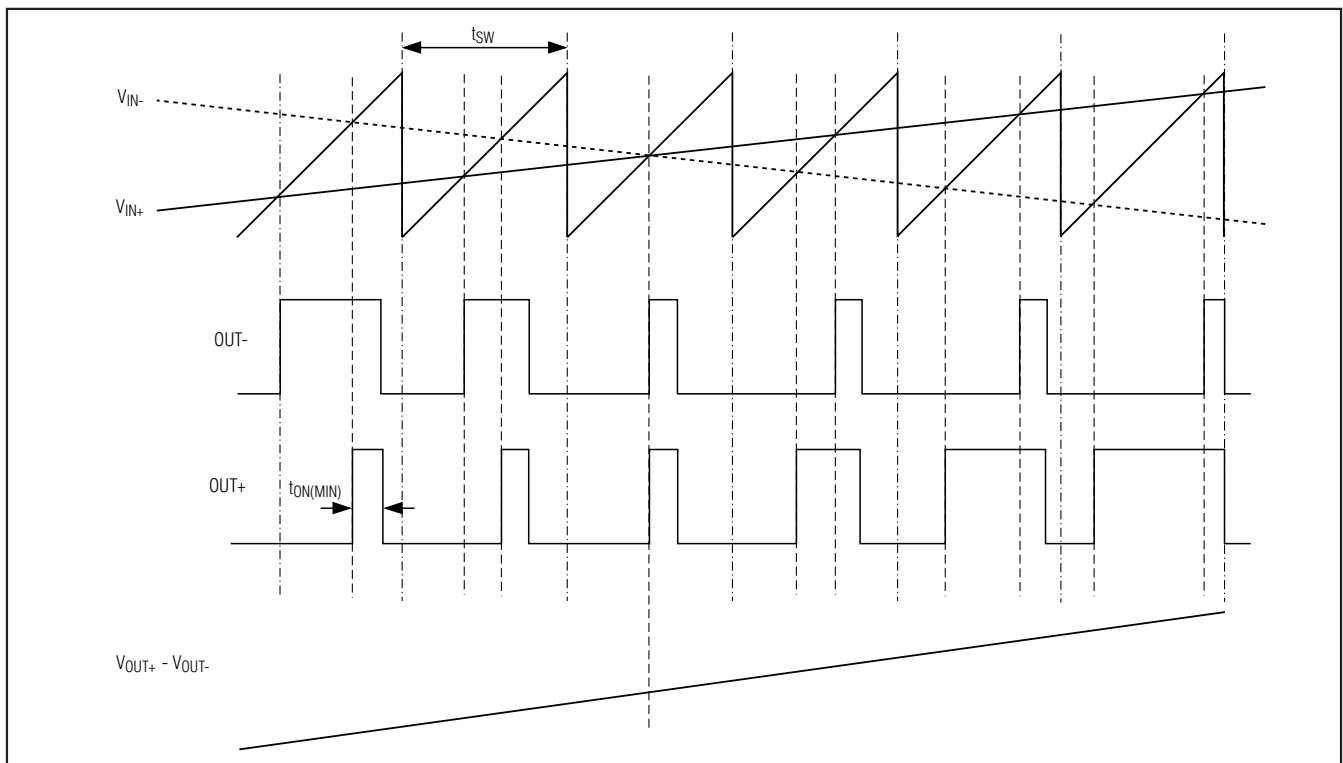 tSW
VIN-
VIN+
OUT-
OUT+
tON(MIN)
VOUT+ - VOUT-